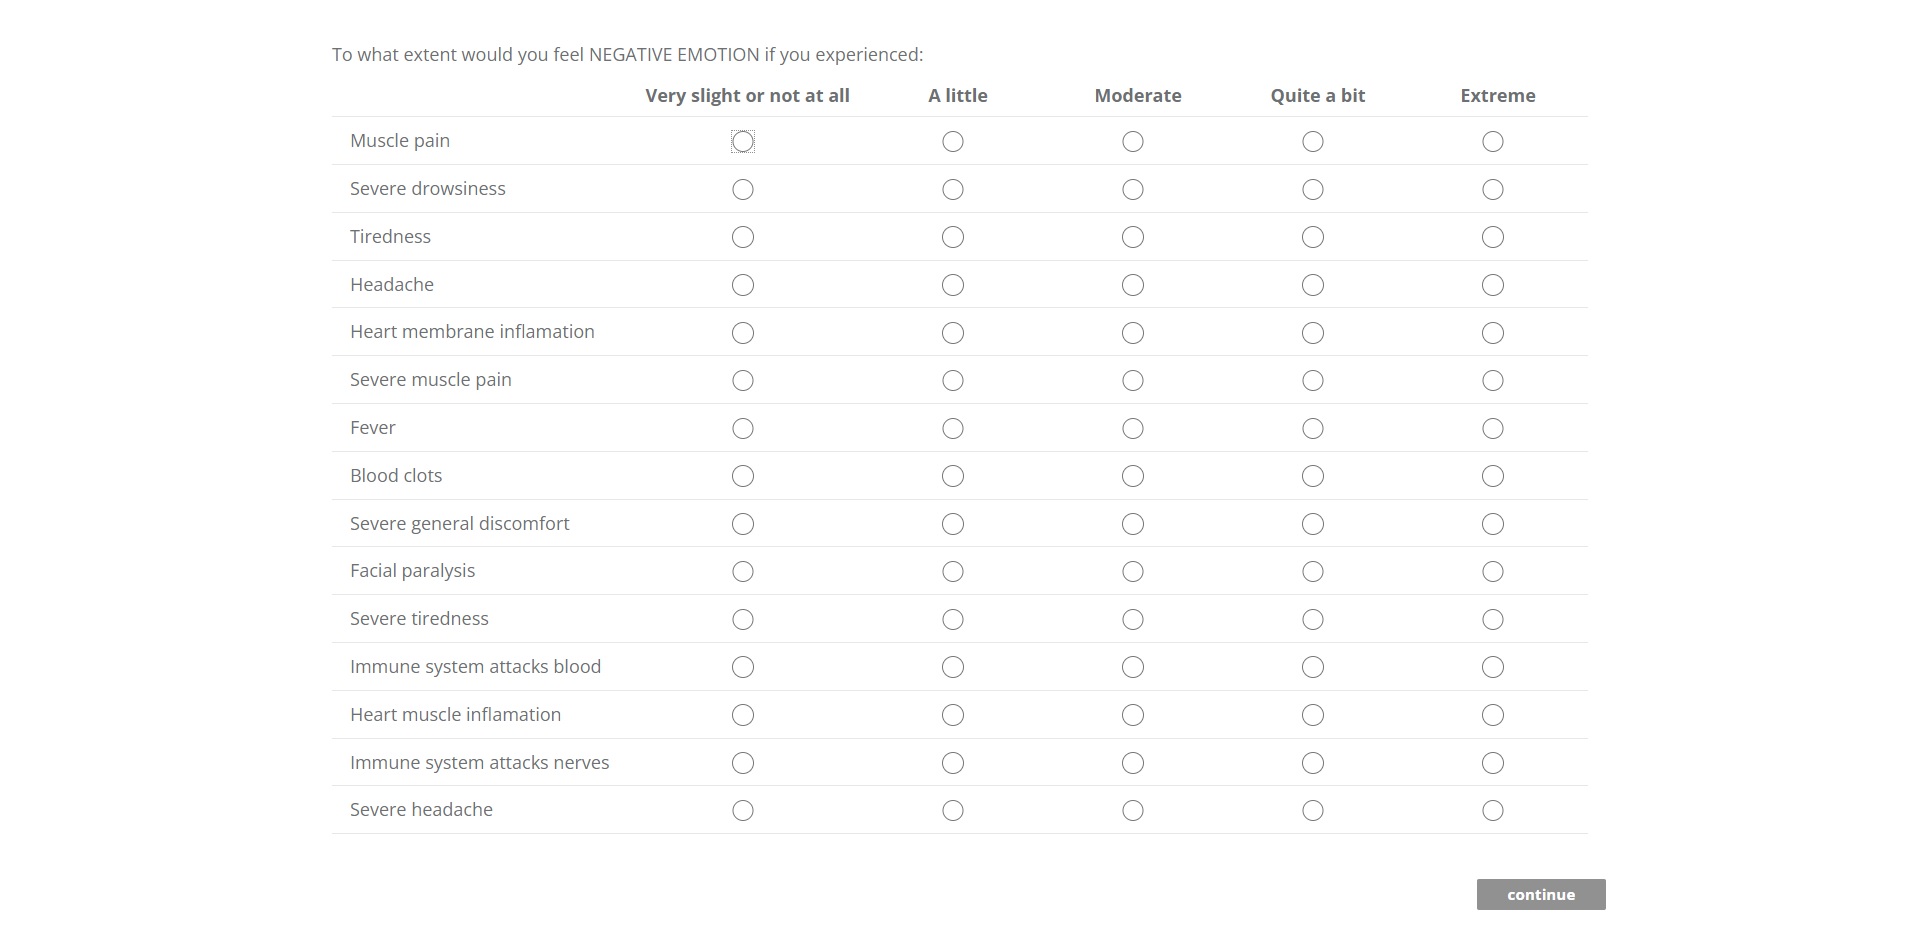 To what extent would you feel NEGATIVE EMOTION if you experienced:
Very slight or not at all A little Moderate Quite a bit Extreme
Muscle pain
Severe drowsiness
Tiredness
Headache
Heart membrane inflamation
Severe muscle pain
Fever
Blood clots
Severe general discomfort
Facial paralysis
Severe tiredness
Immune system attacks blood
Heart muscle inflamation
Immune system attacks nerves
Severe headache
continue